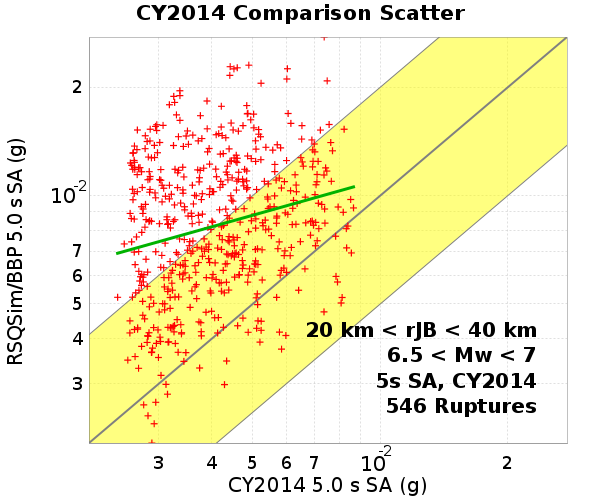 CY2014 Comparison Scatter
RSQSim/BBP 5.0 s SA (g)
2
10-2
7
6
5
4
3
20 km < rJB < 40 km
6.5 < Mw < 7
5s SA, CY2014
546 Ruptures
3 4 5 6 7 10-2 2
CY2014 5.0 s SA (g)